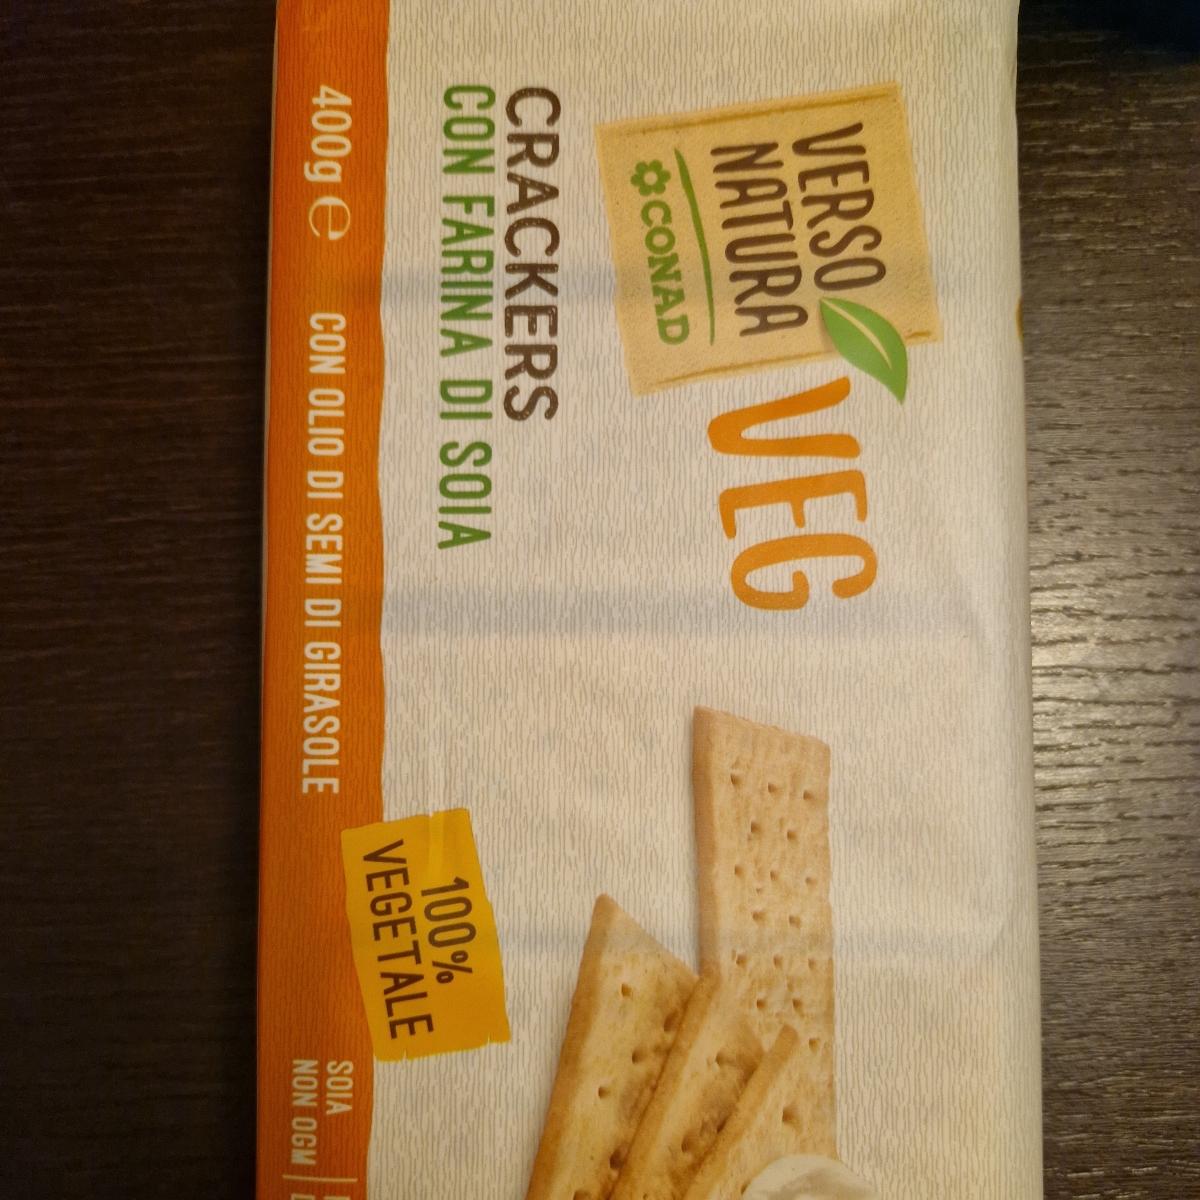 VERSO
NATURA
CONAD
VEG
CRACKERS
CON FARINA DI SOIA
100%
VEGETALE
400g ℮
CON OLIO DI SEMI DI GIRASOLE
SOIA
NON OGM